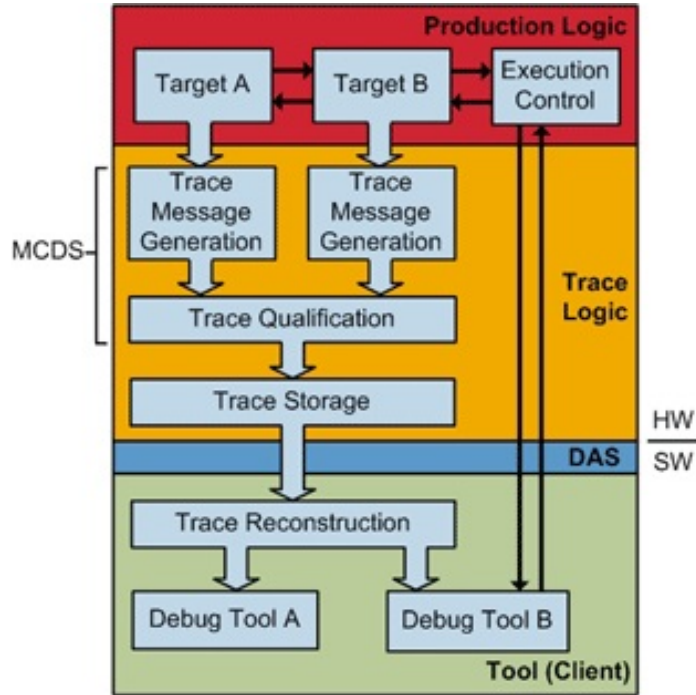 Production Logic
Target A
Target B
Execution
Control
Trace
Message
Generation
Trace
Message
Generation
MCDS
Trace
Logic
Trace Qualification
Trace Storage
HW
DAS
SW
Trace Reconstruction
Debug Tool A
Debug Tool B
Tool (Client)